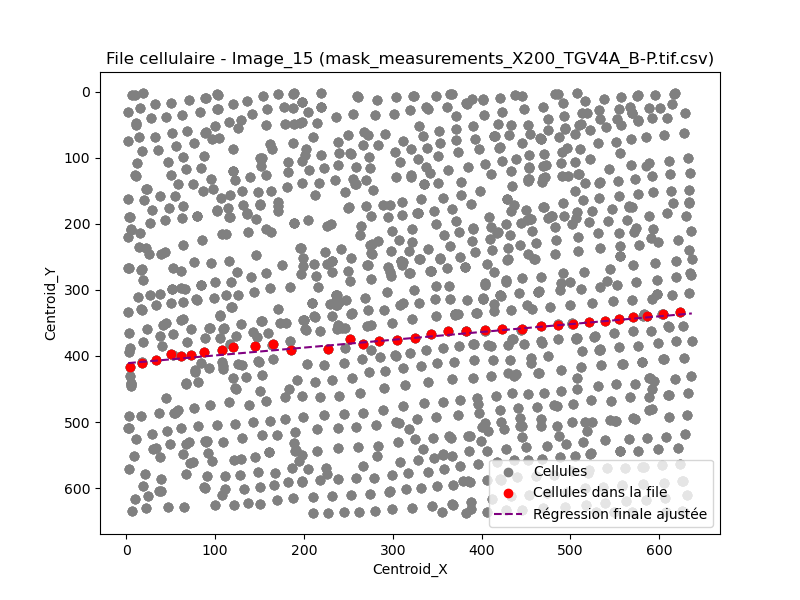 File cellulaire - Image_15 (mask_measurements_X200_TGV4A_B-P.tif.csv)
0
100
200
300
400
500
600
Centroid_Y
Cellules
Cellules dans la file
Régression finale ajustée
0 100 200 300 400 500 600
Centroid_X